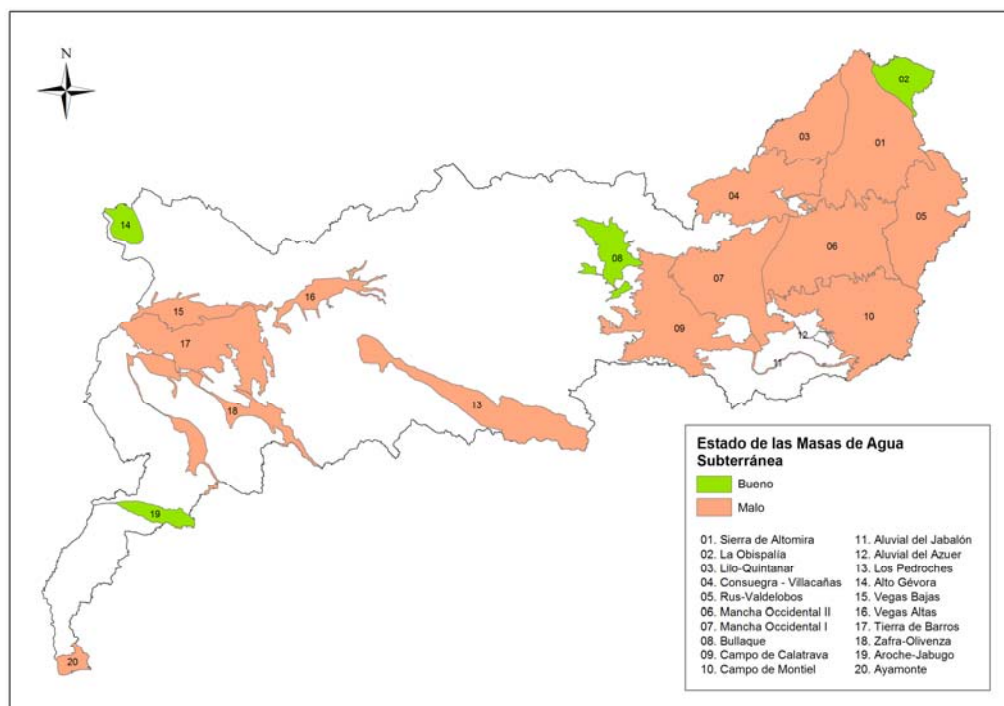 N
02
03
01
04
05
14
08
06
07
16
15
17
09
10
12
11
13
18
19
20
Estado de las Masas de Agua
Subterránea
Bueno
Malo
01. Sierra de Altomira
02. La Obispalía
03. Lilo-Quintanar
04. Consuegra - Villacañas
05. Rus-Valdelobos
06. Mancha Occidental II
07. Mancha Occidental I
08. Bullaque
09. Campo de Calatrava
10. Campo de Montiel
11. Aluvial del Jabalón
12. Aluvial del Azuer
13. Los Pedroches
14. Alto Gévora
15. Vegas Bajas
16. Vegas Altas
17. Tierra de Barros
18. Zafra-Olivenza
19. Aroche-Jabugo
20. Ayamonte